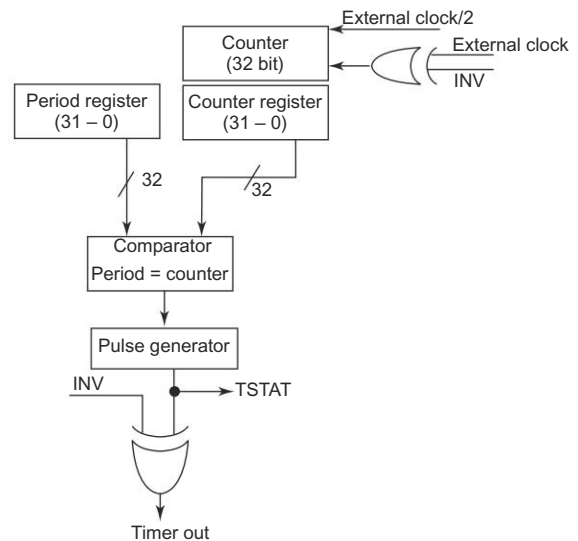 External clock/2
Counter
(32 bit)
External clock
INV
Period register
(31 – 0)
Counter register
(31 – 0)
32
32
Comparator
Period = counter
Pulse generator
INV
TSTAT
Timer out